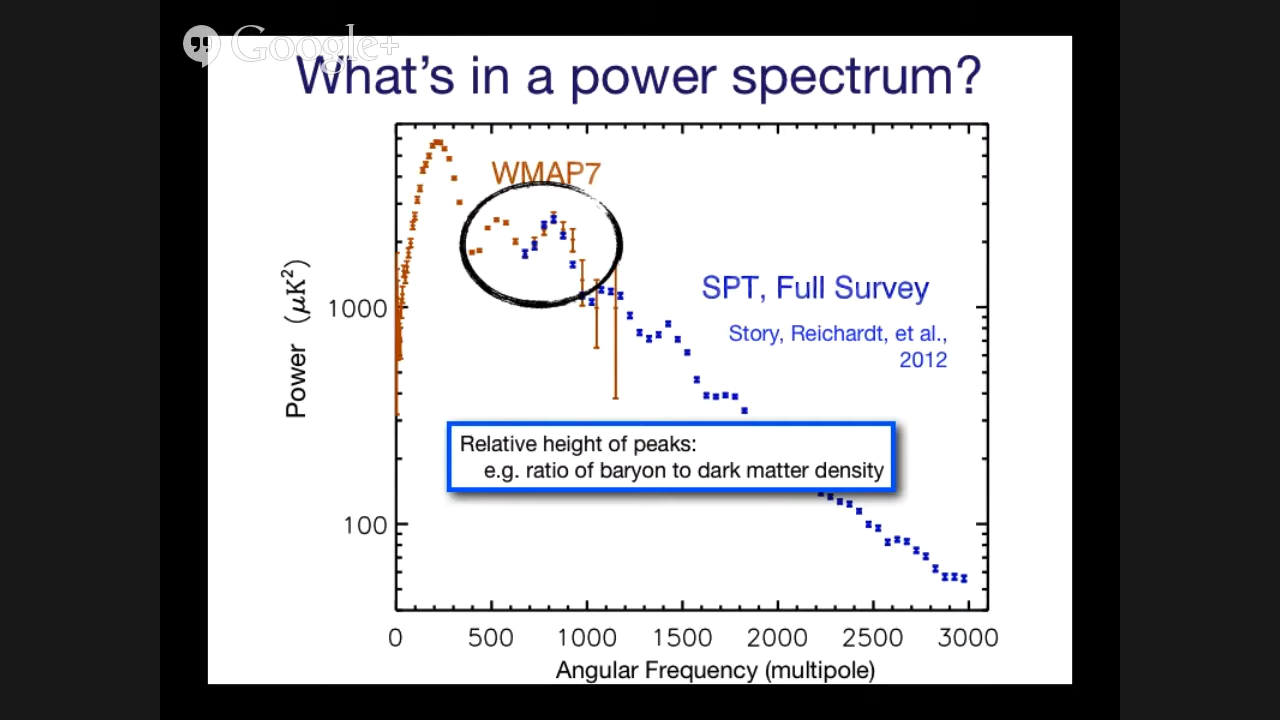 Google+
What's in a power spectrum?
WMAP7
SPT, Full Survey
Story, Reichardt, et al.,
2012
Power (μK²)
1000
100
Relative height of peaks:
e.g. ratio of baryon to dark matter density
0 500 1000 1500 2000 2500 3000
Angular Frequency (multipole)